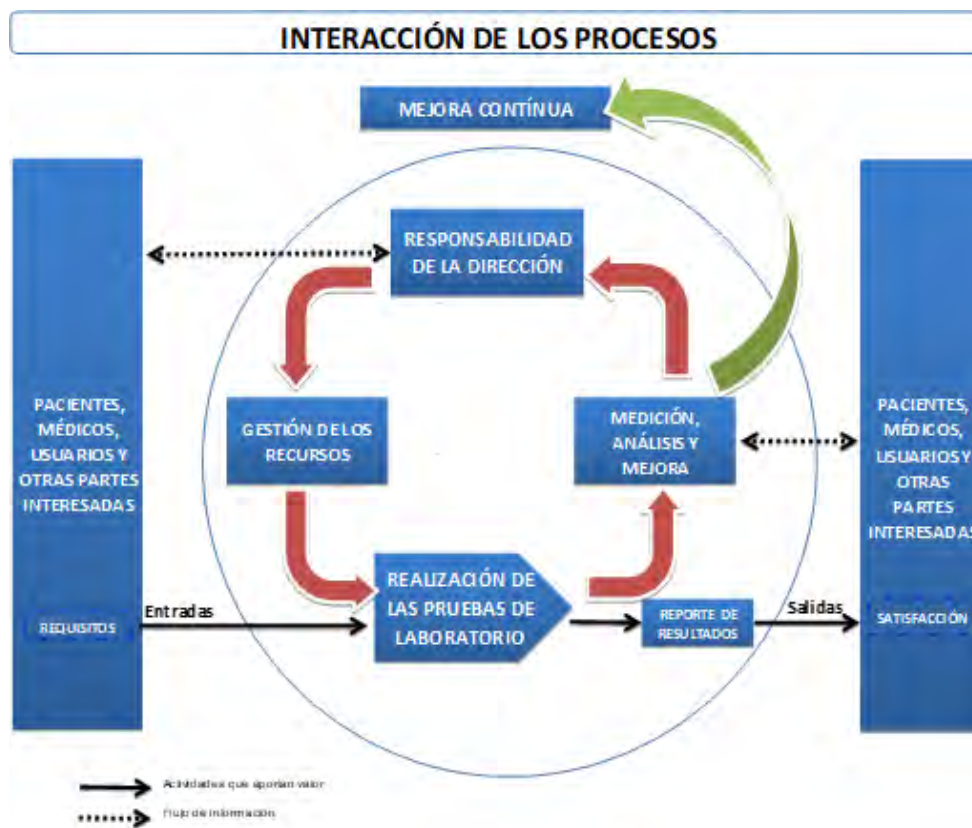 INTERACCIÓN DE LOS PROCESOS
MEJORA CONTÍNUA
RESPONSABILIDAD
DE LA DIRECCIÓN
PACIENTES,
MÉDICOS,
USUARIOS Y
OTRAS PARTES
INTERESADAS
REQUISITOS
GESTIÓN DE LOS
RECURSOS
MEDICIÓN,
ANÁLISIS Y
MEJORA
PACIENTES,
MÉDICOS,
USUARIOS Y
OTRAS
PARTES
INTERESADAS
SATISFACCIÓN
Entradas
REALIZACIÓN DE
LAS PRUEBAS DE
LABORATORIO
REPORTE DE
RESULTADOS
Salidas
Actividades que aportan valor
Flujo de información